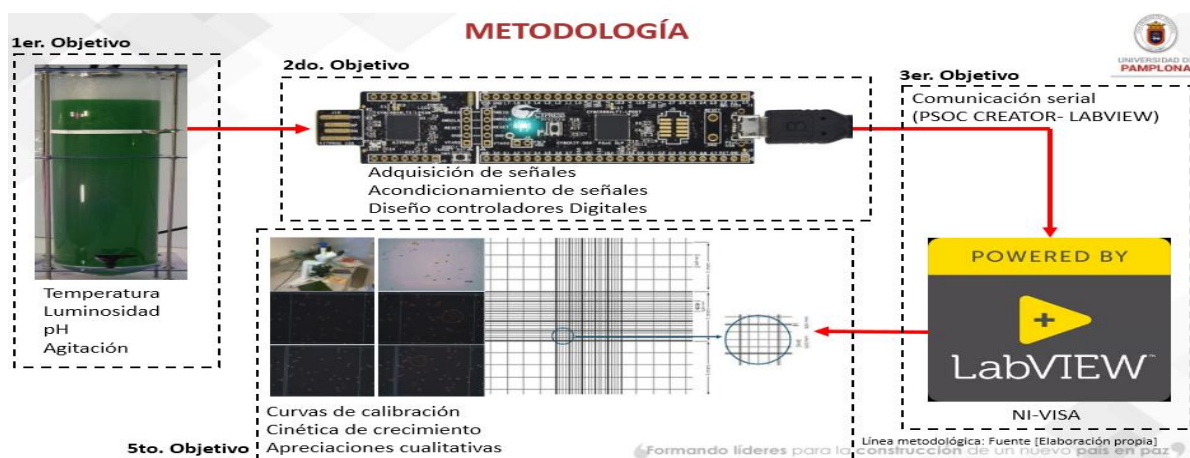 METODOLOGÍA
UNIVERSIDAD DE
PAMPLONA
1er. Objetivo
Temperatura
Luminosidad
pH
Agitación
2do. Objetivo
Adquisición de señales
Acondicionamiento de señales
Diseño controladores Digitales
3er. Objetivo
Comunicación serial
(PSOC CREATOR- LABVIEW)
POWERED BY
LabVIEW™
NI-VISA
Curvas de calibración
Cinética de crecimiento
Apreciaciones cualitativas
5to. Objetivo
Línea metodológica: Fuente [Elaboración propia]
"Formando líderes para la construcción de un nuevo país en paz"